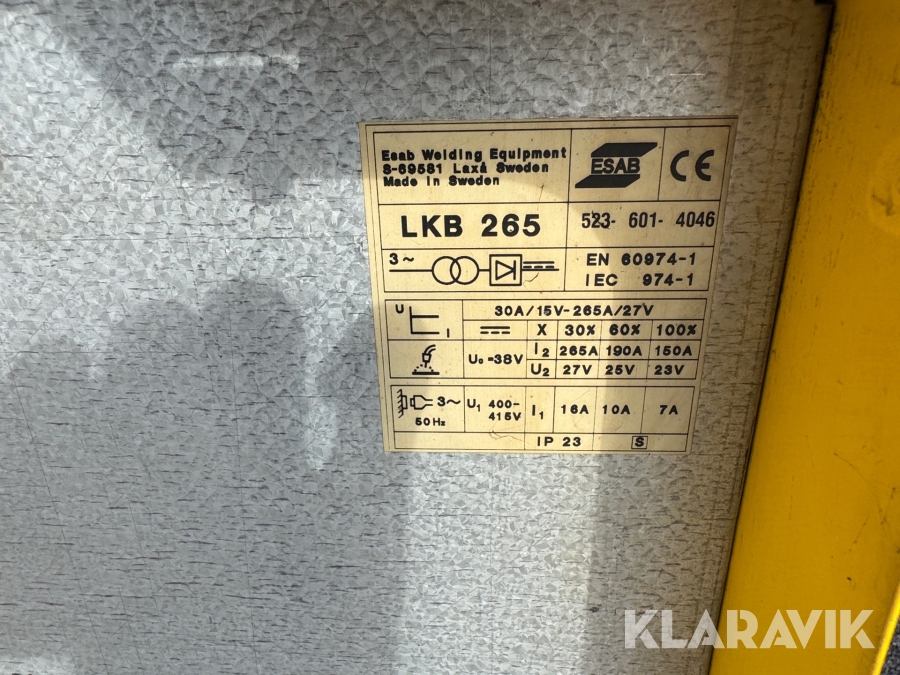 Esab Welding Equipment
S-69581 Laxå Sweden
Made in Sweden
ESAB
CE
LKB 265
523- 601- 4046
3~
EN 60974-1
IEC 974-1
U
I
30A/15V-265A/27V
X 30% 60% 100%
U₀=38V
I₂ 265A 190A 150A
U₂ 27V 25V 23V
3~
50Hz
U₁ 400-
415V
I₁ 16A 10A 7A
IP 23
S
KLARAVIK